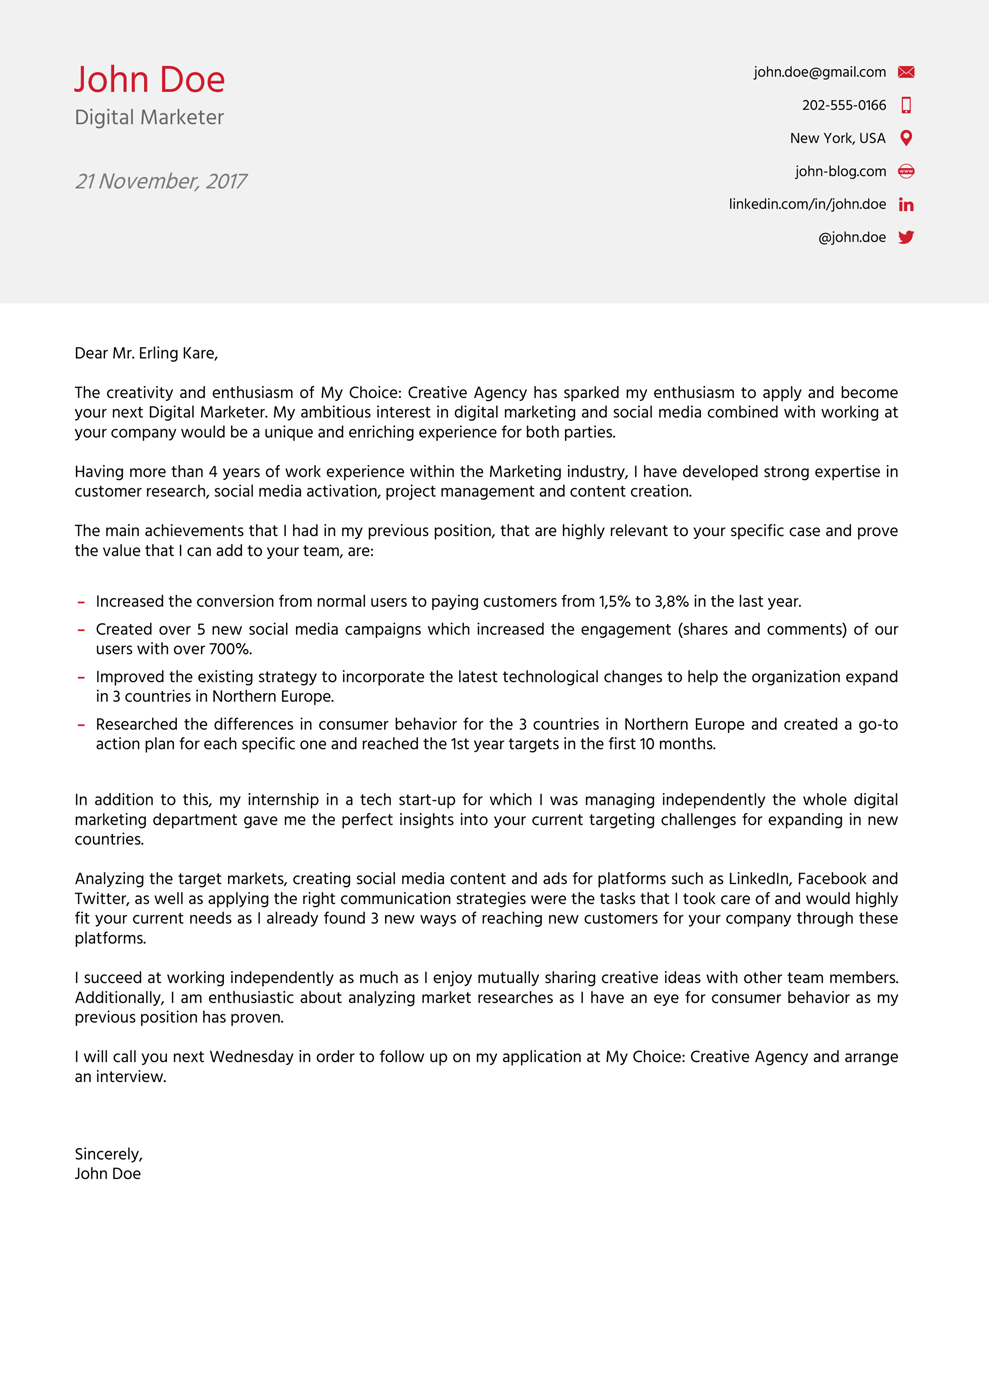 John Doe
Digital Marketer
21 November, 2017
john.doe@gmail.com
202-555-0166
New York, USA
john-blog.com
www
linkedin.com/in/john.doe
in
@john.doe
Dear Mr. Erling Kare,
The creativity and enthusiasm of My Choice: Creative Agency has sparked my enthusiasm to apply and become
your next Digital Marketer. My ambitious interest in digital marketing and social media combined with working at
your company would be a unique and enriching experience for both parties.
Having more than 4 years of work experience within the Marketing industry, I have developed strong expertise in
customer research, social media activation, project management and content creation.
The main achievements that I had in my previous position, that are highly relevant to your specific case and prove
the value that I can add to your team, are:
– Increased the conversion from normal users to paying customers from 1,5% to 3,8% in the last year.
– Created over 5 new social media campaigns which increased the engagement (shares and comments) of our
users with over 700%.
– Improved the existing strategy to incorporate the latest technological changes to help the organization expand
in 3 countries in Northern Europe.
– Researched the differences in consumer behavior for the 3 countries in Northern Europe and created a go-to
action plan for each specific one and reached the 1st year targets in the first 10 months.
In addition to this, my internship in a tech start-up for which I was managing independently the whole digital
marketing department gave me the perfect insights into your current targeting challenges for expanding in new
countries.
Analyzing the target markets, creating social media content and ads for platforms such as LinkedIn, Facebook and
Twitter, as well as applying the right communication strategies were the tasks that I took care of and would highly
fit your current needs as I already found 3 new ways of reaching new customers for your company through these
platforms.
I succeed at working independently as much as I enjoy mutually sharing creative ideas with other team members.
Additionally, I am enthusiastic about analyzing market researches as I have an eye for consumer behavior as my
previous position has proven.
I will call you next Wednesday in order to follow up on my application at My Choice: Creative Agency and arrange
an interview.
Sincerely,
John Doe